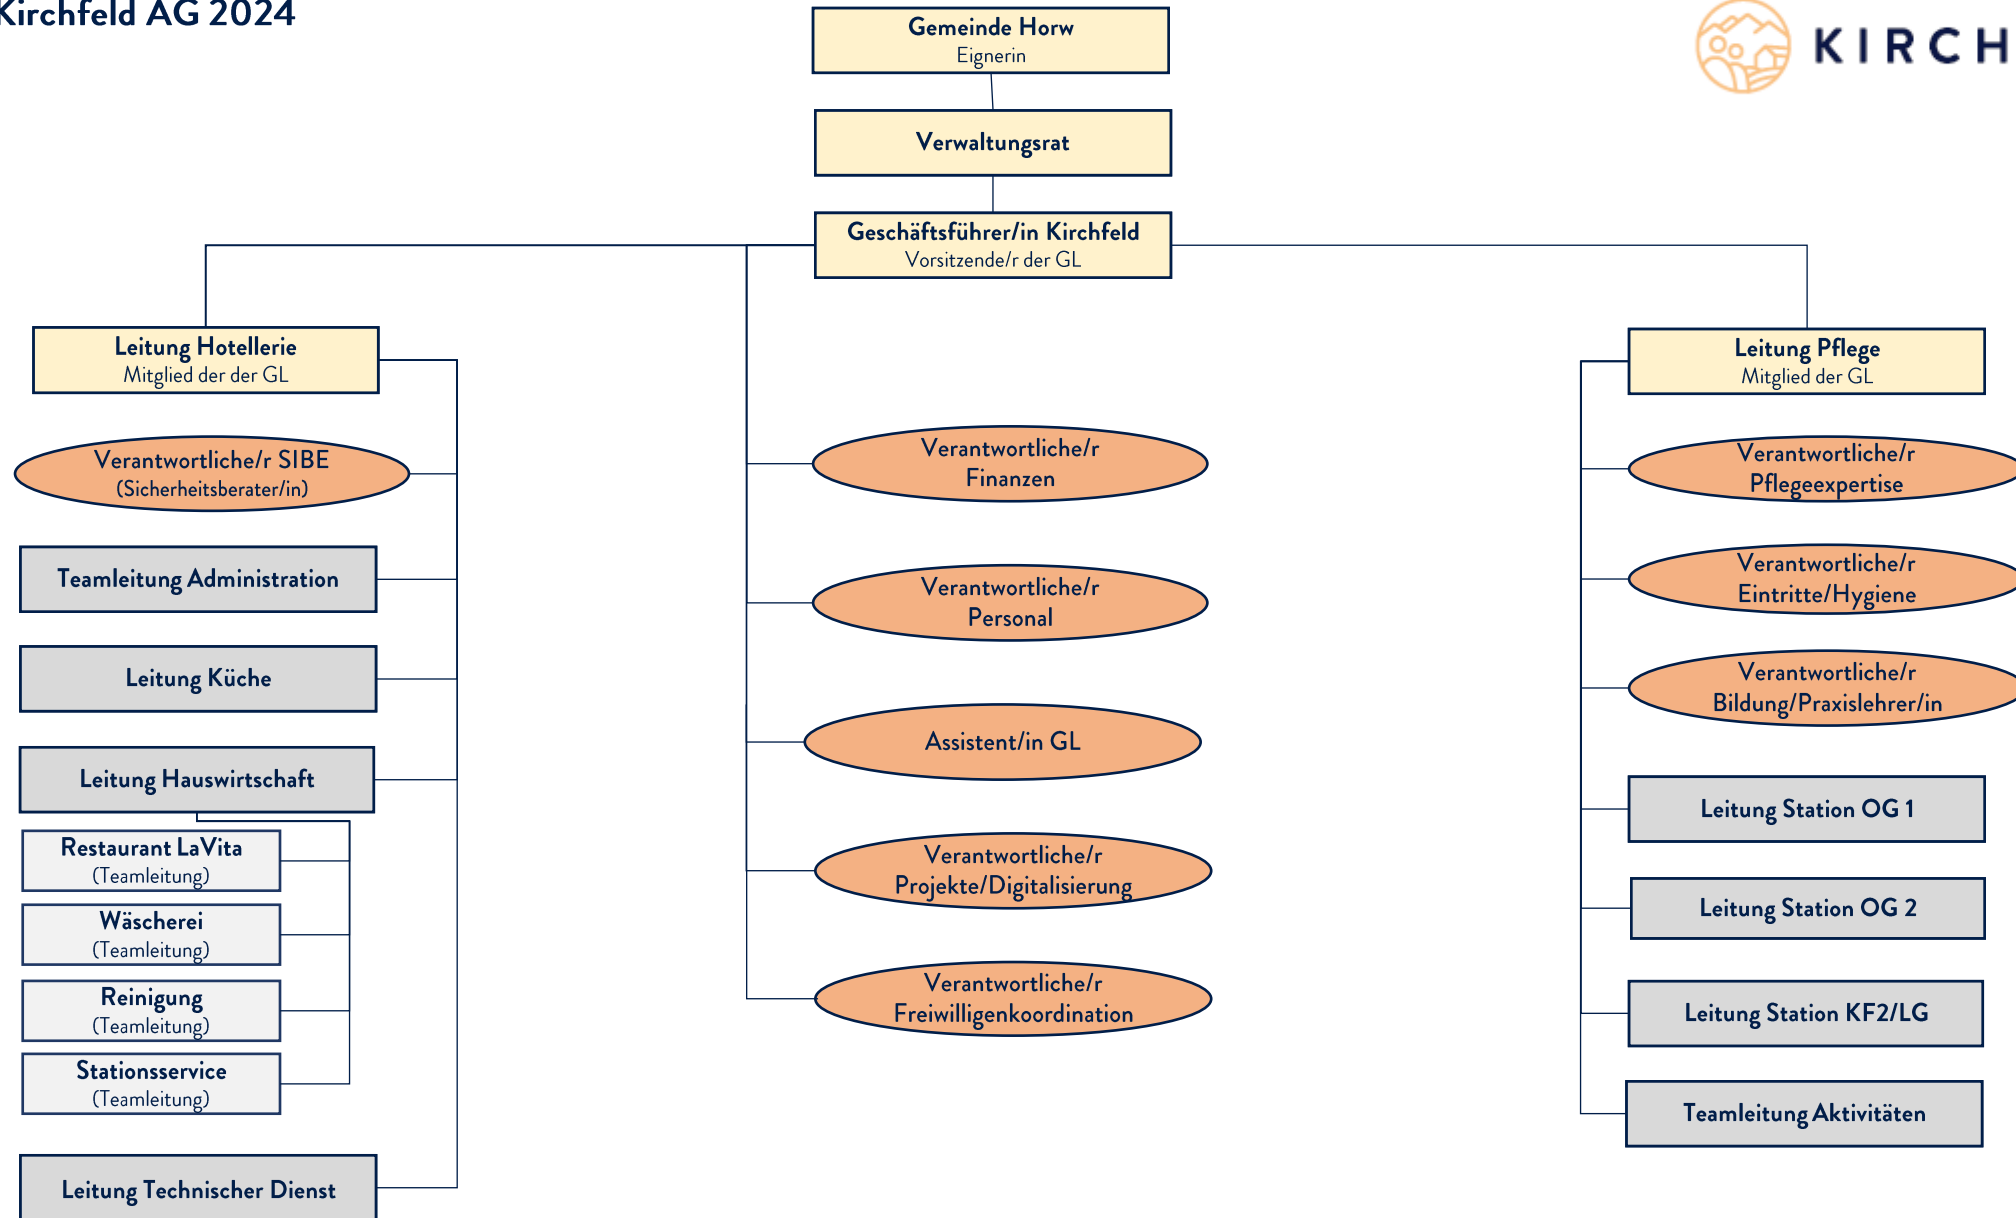 Kirchfeld AG 2024
KIRCH
Gemeinde Horw
Eignerin
Verwaltungsrat
Geschäftsführer/in Kirchfeld
Vorsitzende/r der GL
Leitung Hotellerie
Mitglied der der GL
Verantwortliche/r SIBE
(Sicherheitsberater/in)
Teamleitung Administration
Leitung Küche
Leitung Hauswirtschaft
Restaurant LaVita
(Teamleitung)
Wäscherei
(Teamleitung)
Reinigung
(Teamleitung)
Stationsservice
(Teamleitung)
Leitung Technischer Dienst
Verantwortliche/r
Finanzen
Verantwortliche/r
Personal
Assistent/in GL
Verantwortliche/r
Projekte/Digitalisierung
Verantwortliche/r
Freiwilligenkoordination
Leitung Pflege
Mitglied der GL
Verantwortliche/r
Pflegeexpertise
Verantwortliche/r
Eintritte/Hygiene
Verantwortliche/r
Bildung/Praxislehrer/in
Leitung Station OG 1
Leitung Station OG 2
Leitung Station KF2/LG
Teamleitung Aktivitäten